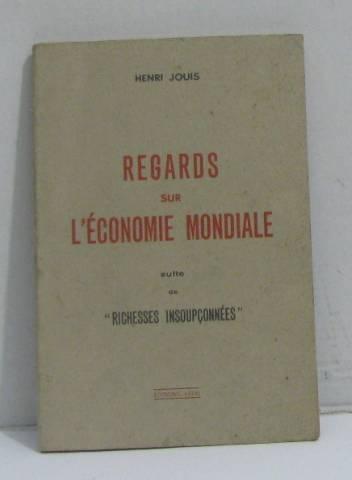 HENRI JOUIS
REGARDS
SUR
L'ÉCONOMIE MONDIALE
suite
de
"RICHESSES INSOUPÇONNÉES"